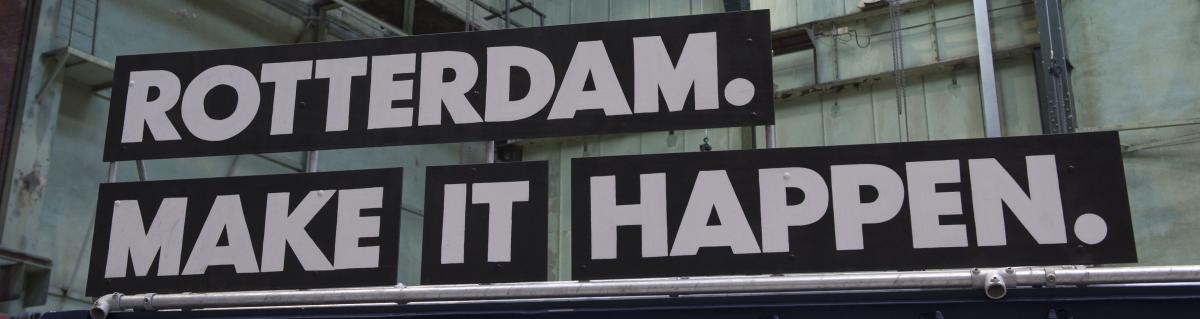 ROTTERDAM.
MAKE IT HAPPEN.